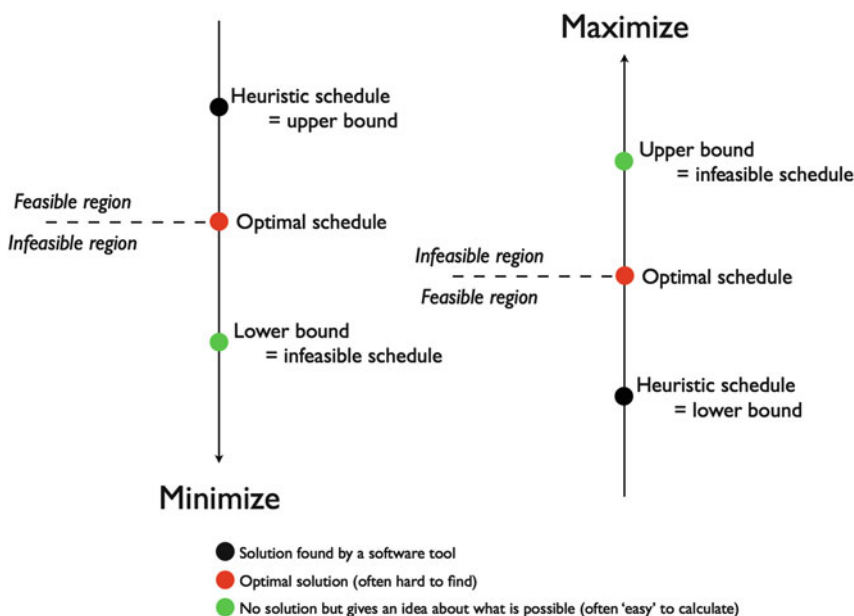 Heuristic schedule
= upper bound
Feasible region
Infeasible region
Optimal schedule
Lower bound
= infeasible schedule
Minimize
Maximize
Upper bound
= infeasible schedule
Infeasible region
Feasible region
Optimal schedule
Heuristic schedule
= lower bound
Solution found by a software tool
Optimal solution (often hard to find)
No solution but gives an idea about what is possible (often ‘easy’ to calculate)